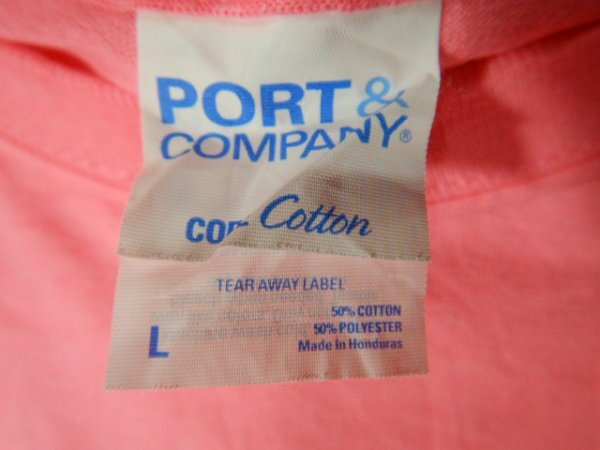 PORT &
COMPANY®
Cotton
TEAR AWAY LABEL
50% COTTON
50% POLYESTER
L Made in Honduras